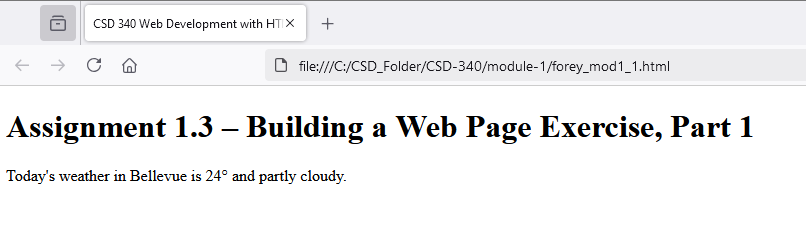 CSD 340 Web Development with HT
file:///C:/CSD_Folder/CSD-340/module-1/forey_mod1_1.html
Assignment 1.3 – Building a Web Page Exercise, Part 1
Today's weather in Bellevue is 24° and partly cloudy.